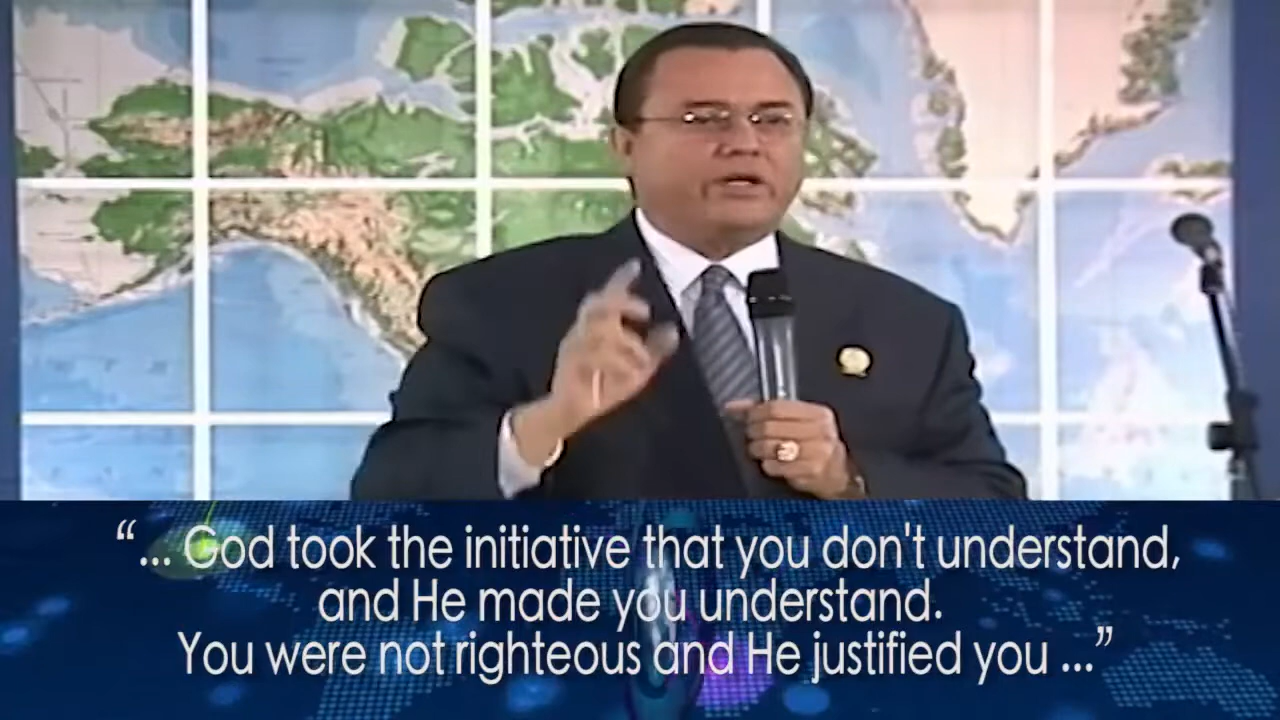 “... God took the initiative that you don't understand,
and He made you understand.
You were not righteous and He justified you ...”